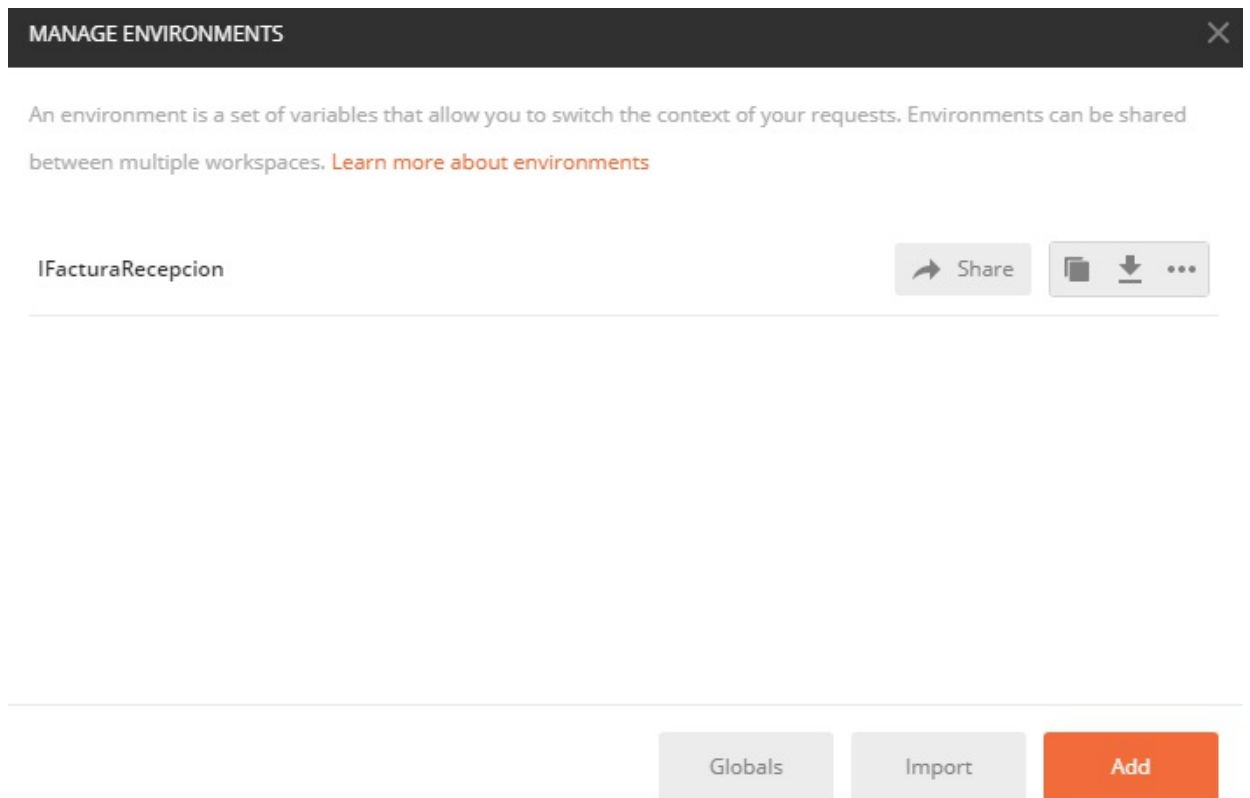 MANAGE ENVIRONMENTS
An environment is a set of variables that allow you to switch the context of your requests. Environments can be shared
between multiple workspaces. Learn more about environments
IFacturaRecepcion
Share
Globals
Import
Add